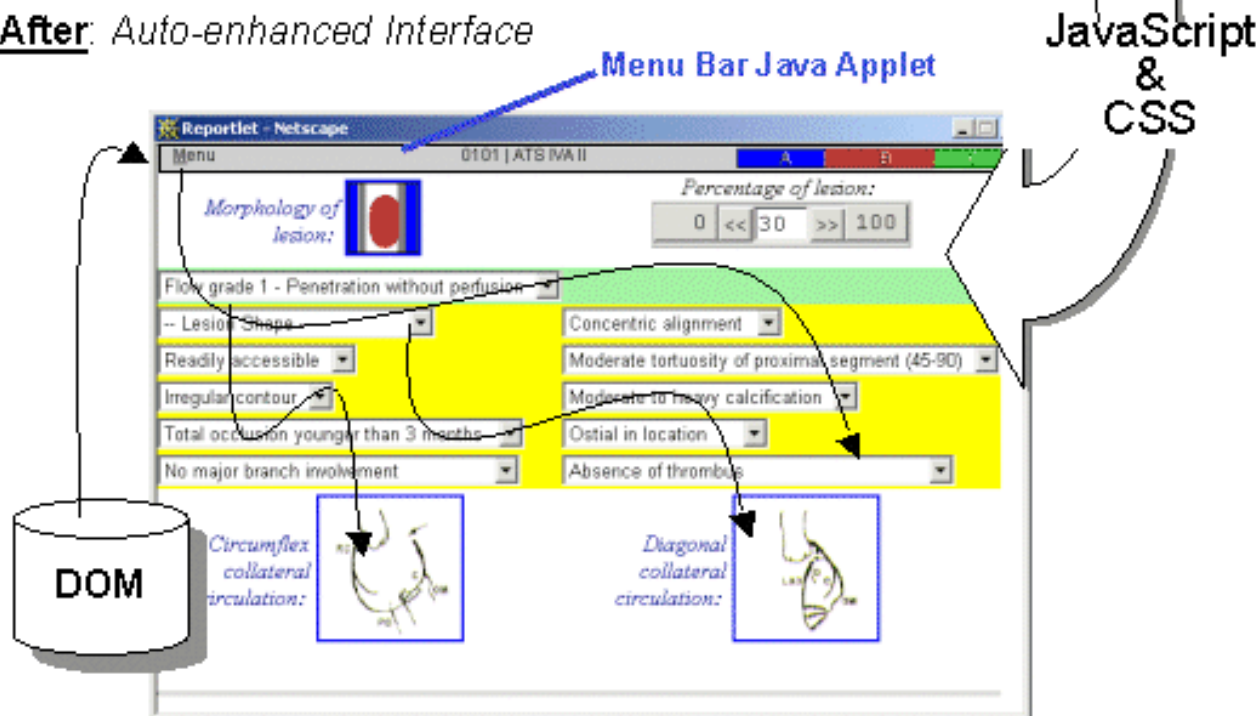 After: Auto-enhanced Interface
JavaScript
&
CSS
Menu Bar Java Applet
Reportlet - Netscape
Menu 0101 | ATS IVA II A B
Morphology of
lesion:
Percentage of lesion:
0 << 30 >> 100
Flow grade 1 - Penetration without perfusion
-- Lesion Shape Concentric alignment
Readily accessible Moderate tortuosity of proximal segment (45-90)
Irregular contour Moderate to heavy calcification
Total occlusion younger than 3 months Ostial in location
No major branch involvement Absence of thrombus
DOM
Circumflex
collateral
circulation:
Diagonal
collateral
circulation: